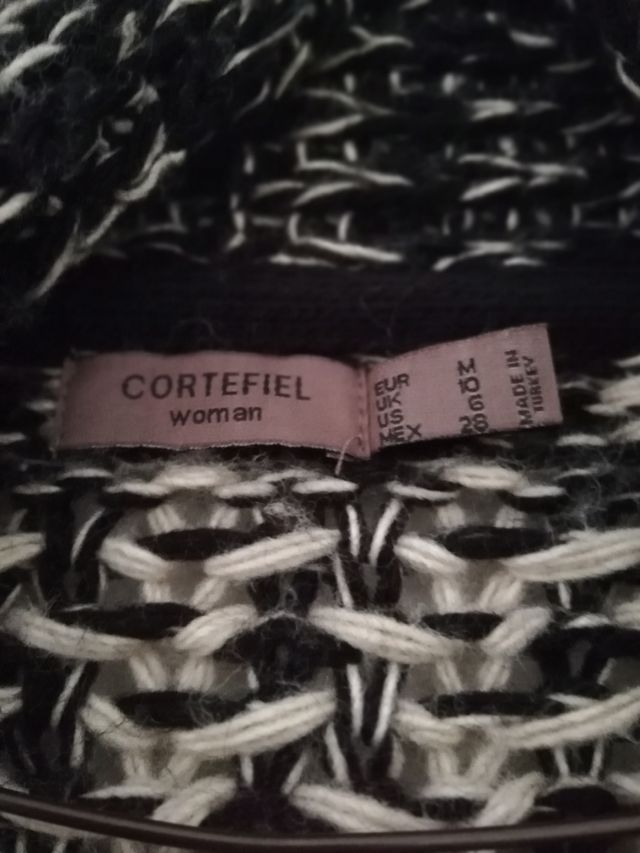 CORTEFIEL
woman
EUR M
UK 10
US 6
MEX 28
MADE IN
TURKEY